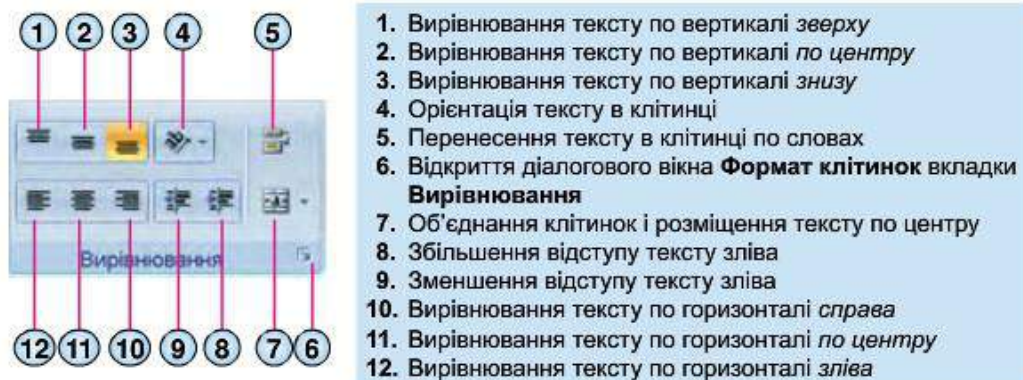 1 2 3 4 5
Вирівнювання
12 11 10 9 8 7 6
1. Вирівнювання тексту по вертикалі зверху
2. Вирівнювання тексту по вертикалі по центру
3. Вирівнювання тексту по вертикалі знизу
4. Орієнтація тексту в клітинці
5. Перенесення тексту в клітинці по словах
6. Відкриття діалогового вікна Формат клітинок вкладки
Вирівнювання
7. Об'єднання клітинок і розміщення тексту по центру
8. Збільшення відступу тексту зліва
9. Зменшення відступу тексту зліва
10. Вирівнювання тексту по горизонталі справа
11. Вирівнювання тексту по горизонталі по центру
12. Вирівнювання тексту по горизонталі зліва